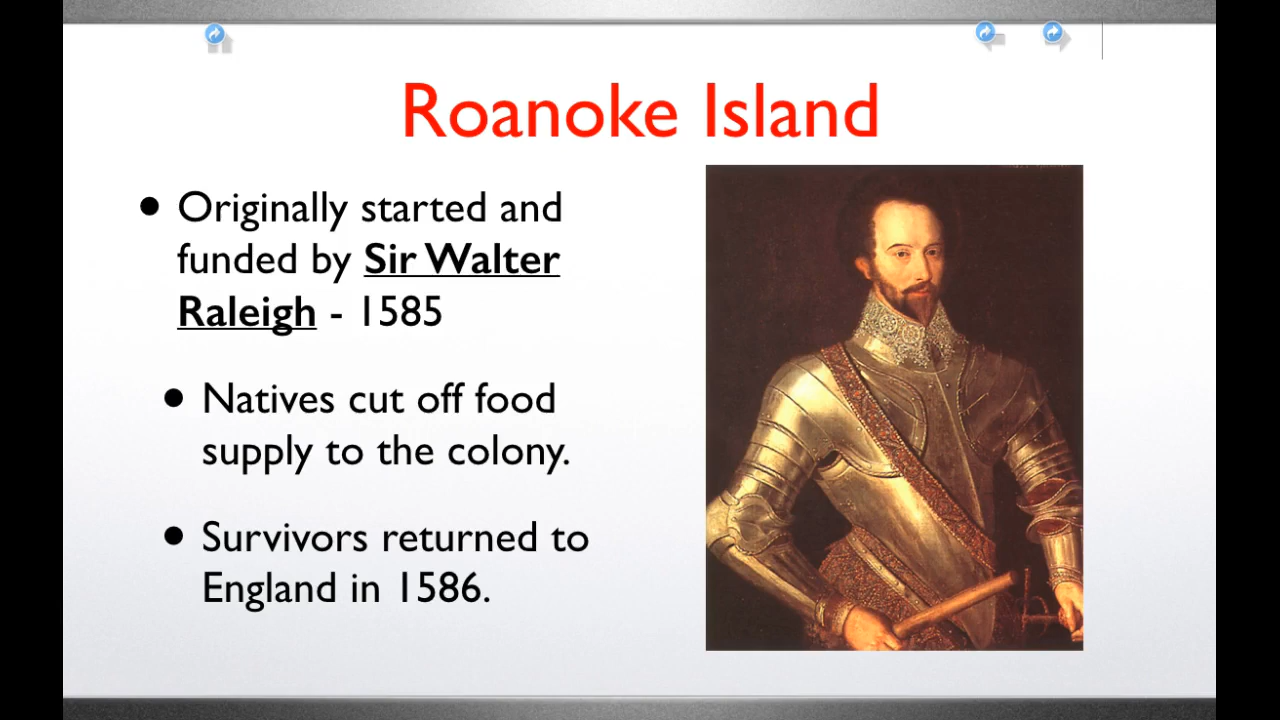 Roanoke Island
• Originally started and
funded by Sir Walter
Raleigh - 1585
• Natives cut off food
supply to the colony.
• Survivors returned to
England in 1586.